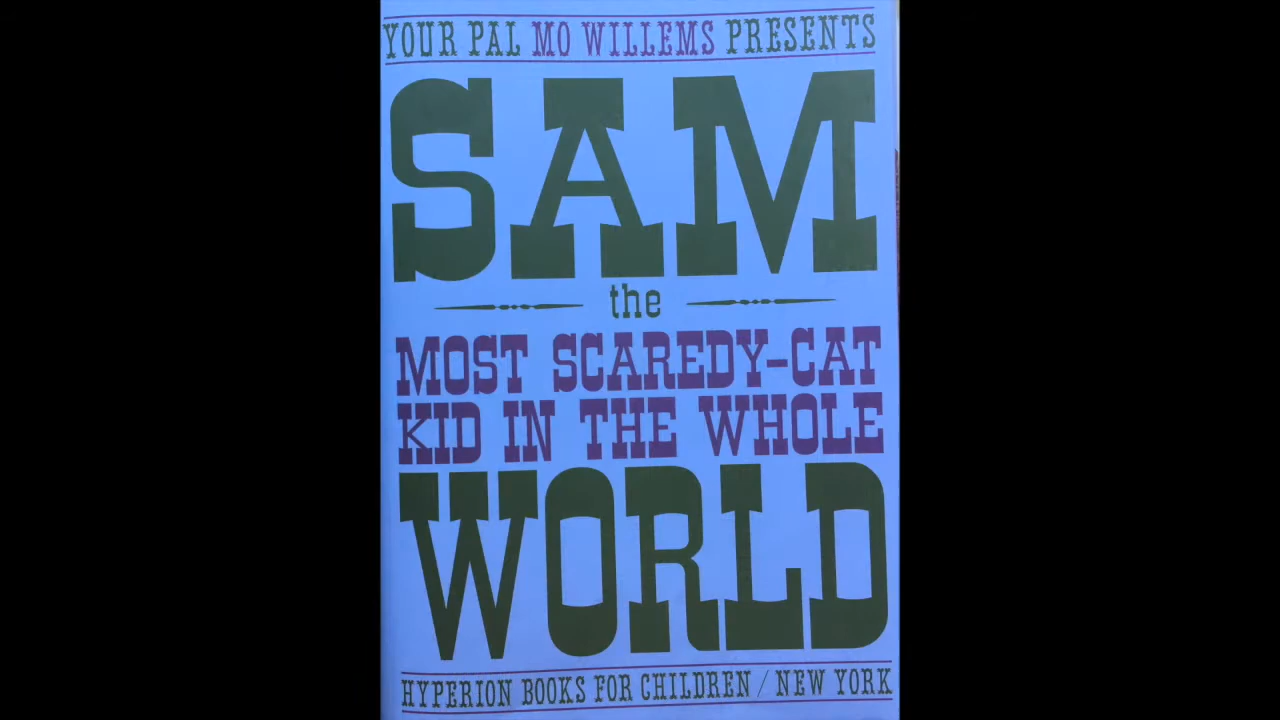 YOUR PAL MO WILLEMS PRESENTS
SAM
the
MOST SCAREDY-CAT
KID IN THE WHOLE
WORLD
HYPERION BOOKS FOR CHILDREN / NEW YORK